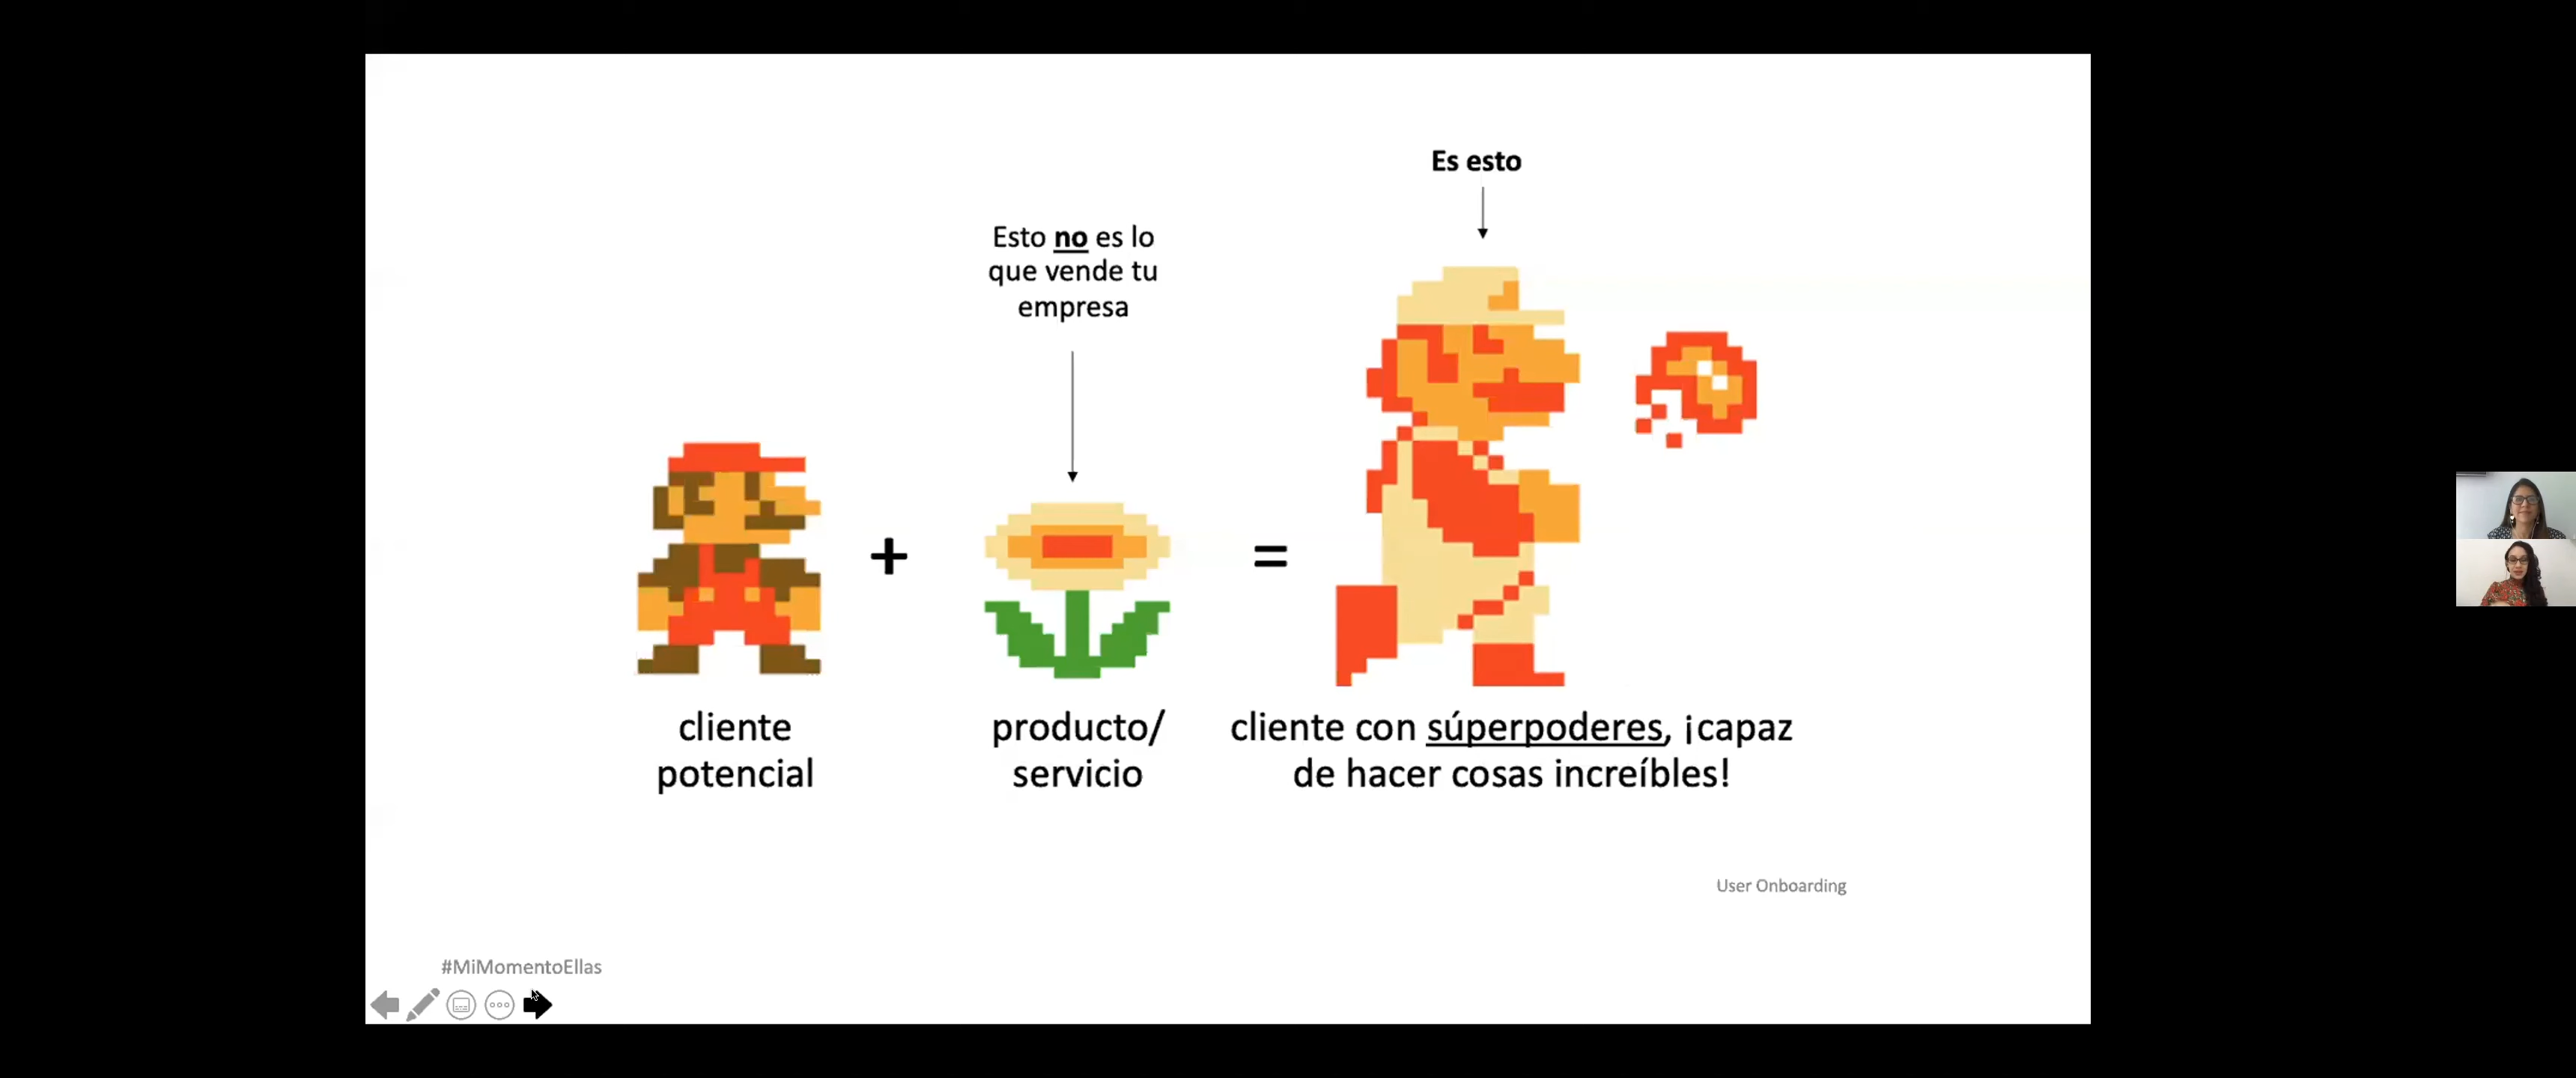 Es esto
Esto no es lo
que vende tu
empresa
+
=
cliente
potencial
producto/
servicio
cliente con súperpoderes, ¡capaz
de hacer cosas increíbles!
User Onboarding
#MiMomentoEllas